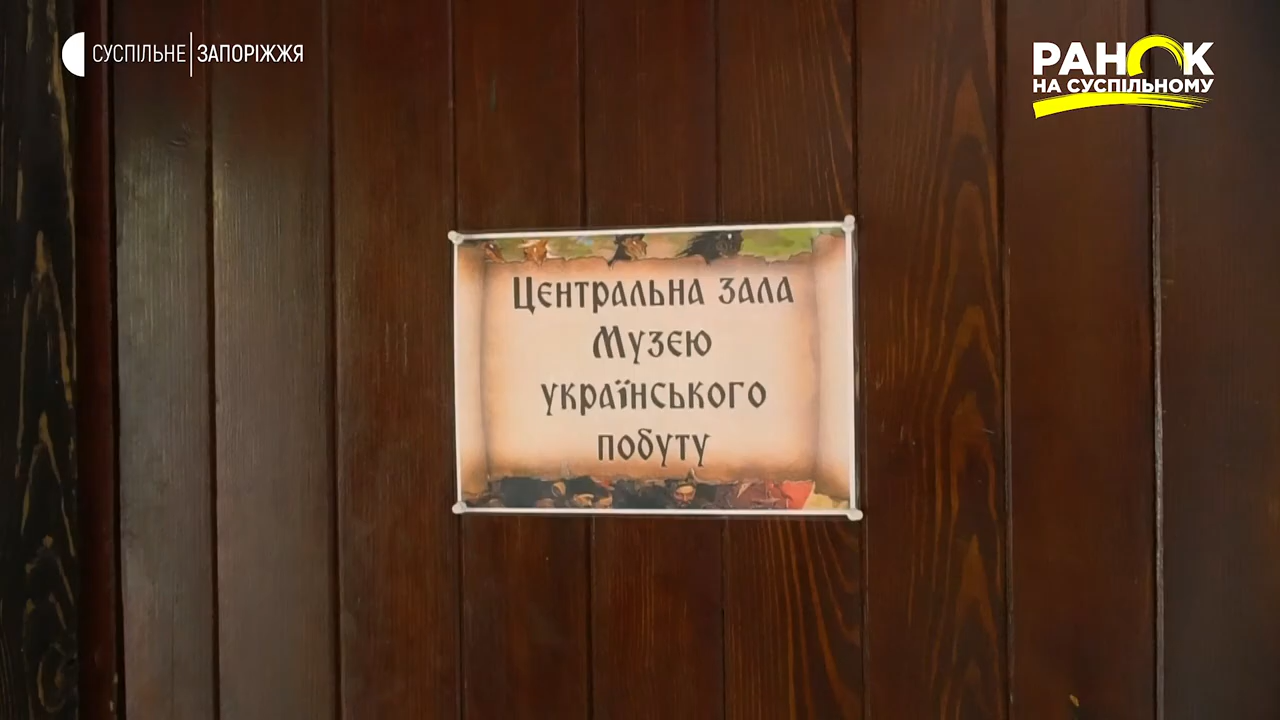 СУСПІЛЬНЕ ЗАПОРІЖЖЯ
РАНОК
НА СУСПІЛЬНОМУ
Центральна зала
Музею
українського
побуту